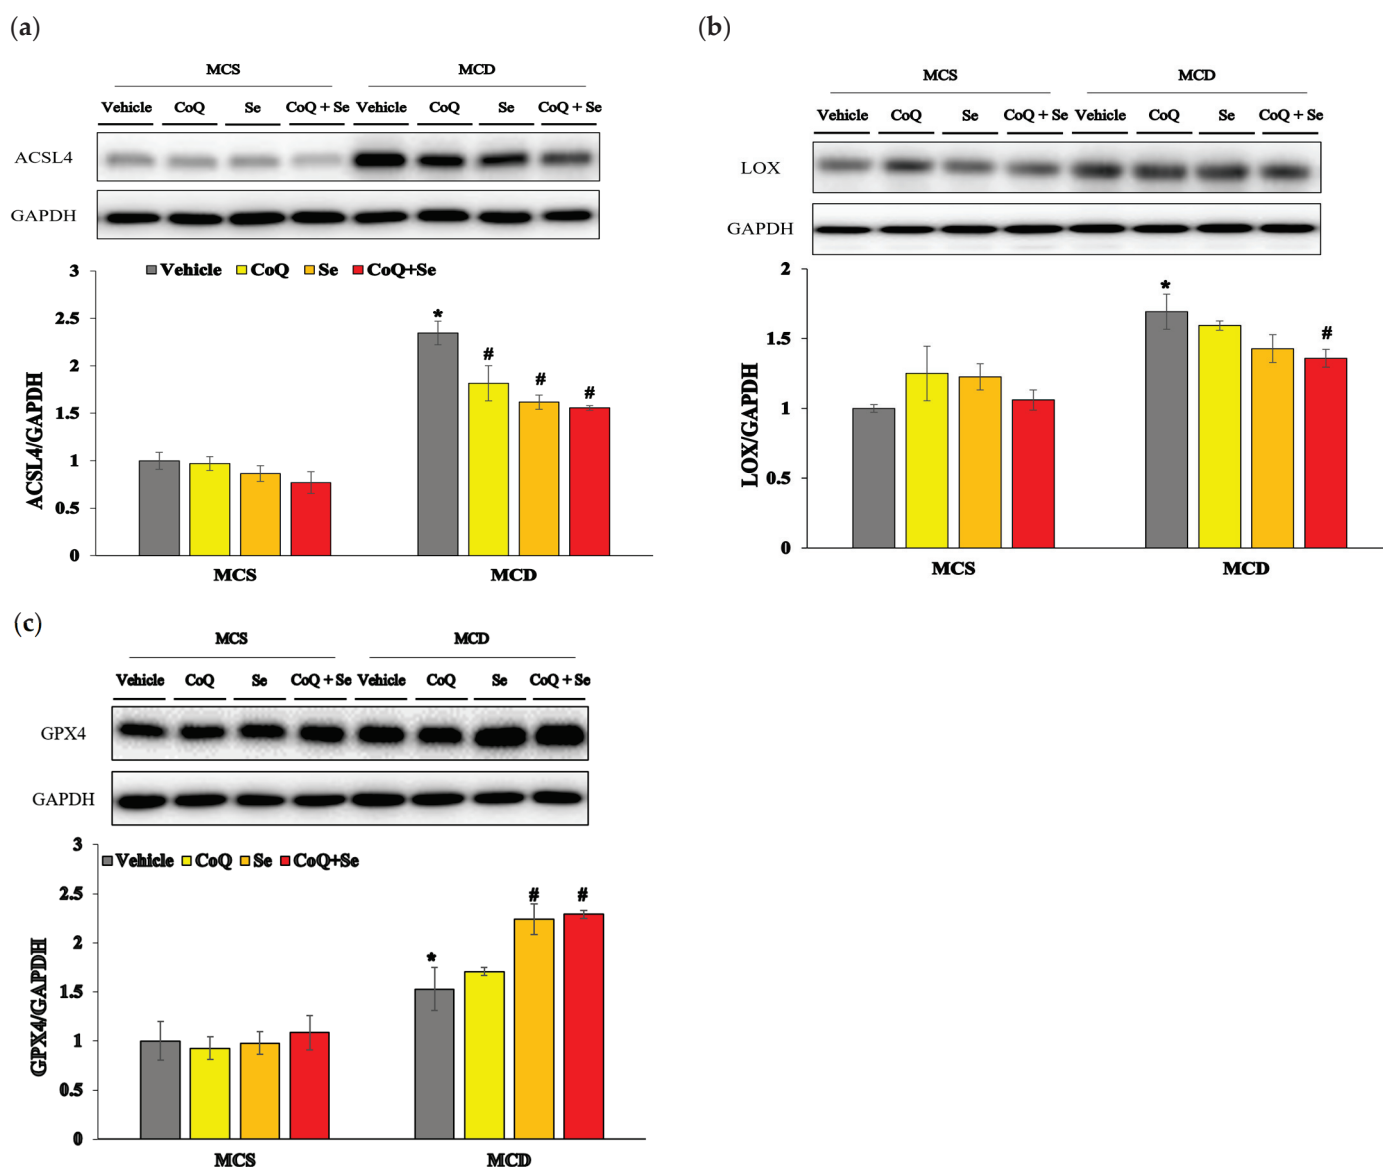 (a)
MCS MCD
Vehicle CoQ Se CoQ + Se Vehicle CoQ Se CoQ + Se
ACSL4
GAPDH
Vehicle CoQ Se CoQ+Se
3
2.5
2
1.5
1
0.5
0
ACSL4/GAPDH
*
#
#
#
MCS MCD
(b)
MCS MCD
Vehicle CoQ Se CoQ + Se Vehicle CoQ Se CoQ + Se
LOX
GAPDH
2
1.5
1
0.5
0
LOX/GAPDH
*
#
MCS MCD
(c)
MCS MCD
Vehicle CoQ Se CoQ + Se Vehicle CoQ Se CoQ + Se
GPX4
GAPDH
Vehicle CoQ Se CoQ+Se
3
2.5
2
1.5
1
0.5
0
GPX4/GAPDH
*
#
#
MCS MCD